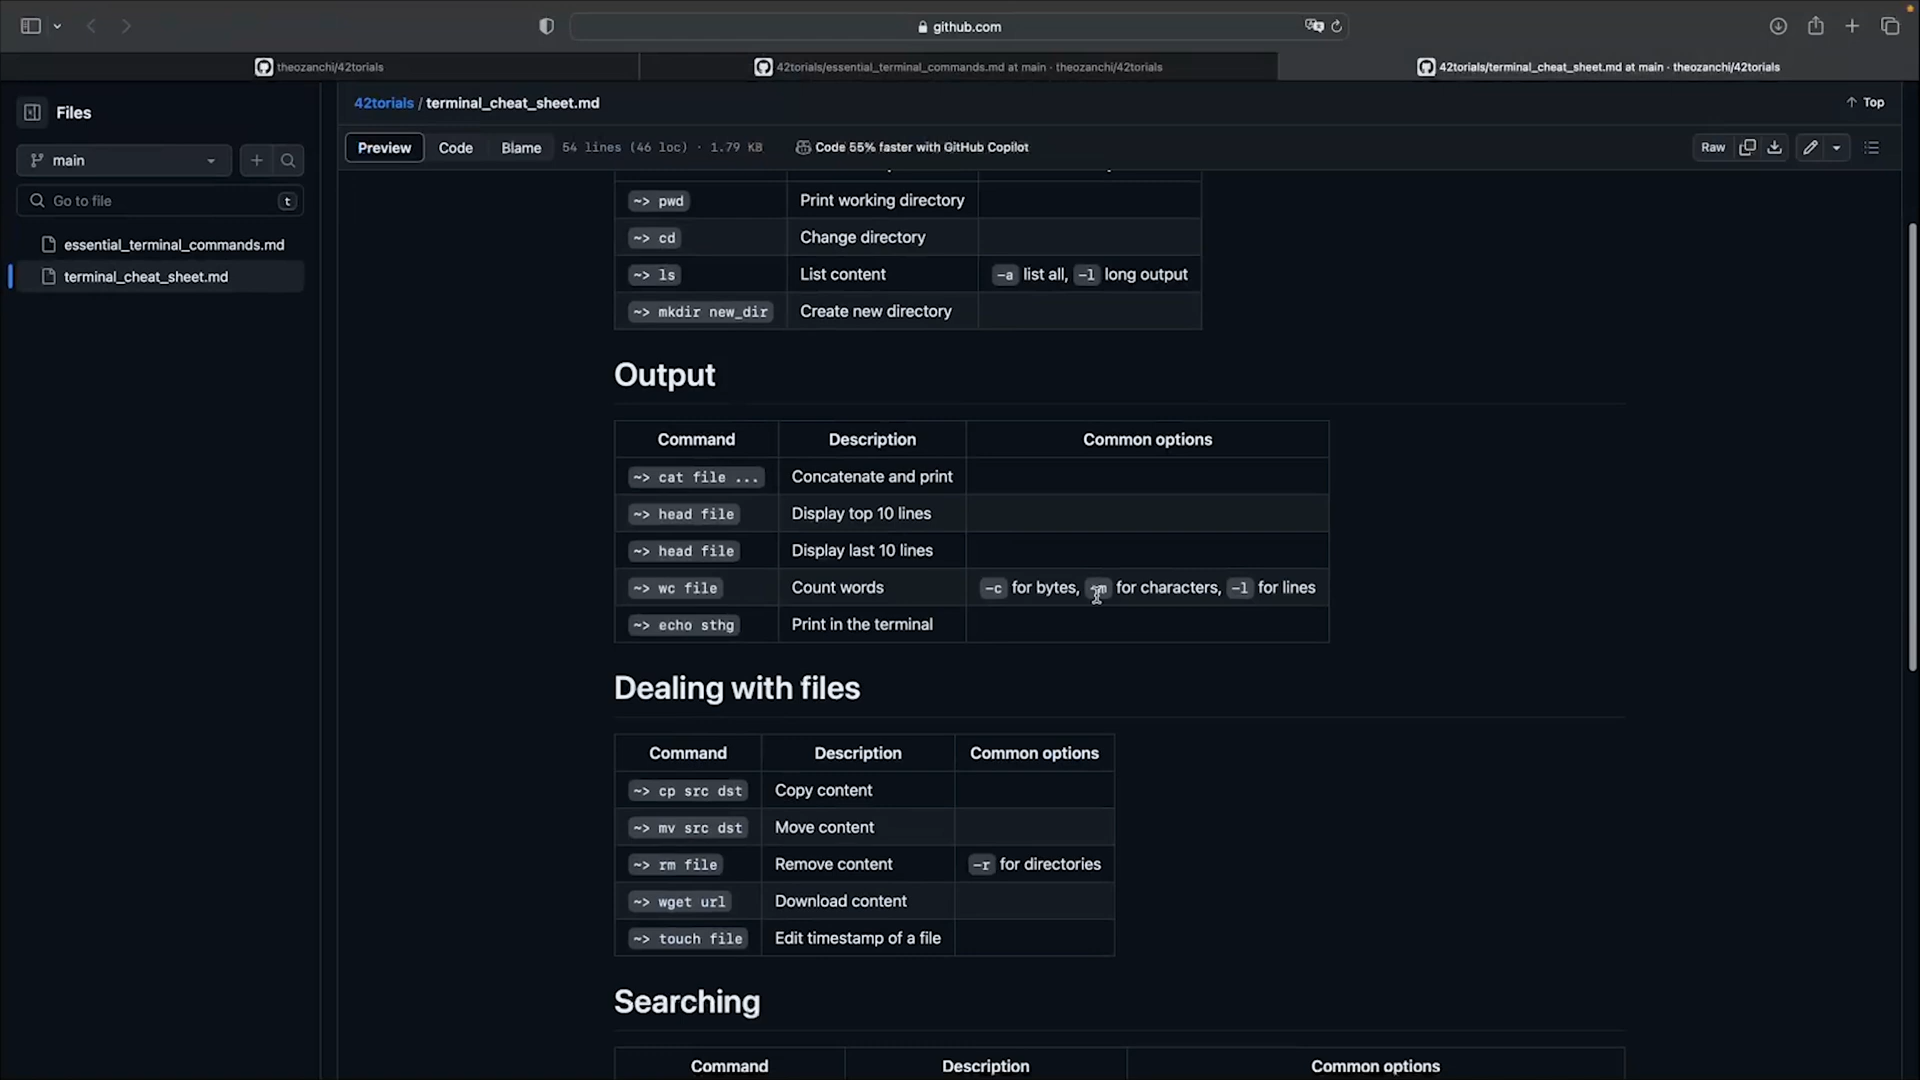 github.com
theozanchi/42torials
42torials/essential_terminal_commands.md at main · theozanchi/42torials
42torials/terminal_cheat_sheet.md at main · theozanchi/42torials
Files
42torials / terminal_cheat_sheet.md
Top
main
Preview Code Blame 54 lines (46 loc) · 1.79 KB Code 55% faster with GitHub Copilot Raw
Go to file t
essential_terminal_commands.md
terminal_cheat_sheet.md
~> pwd Print working directory
~> cd Change directory
~> ls List content -a list all, -l long output
~> mkdir new_dir Create new directory
Output
Command Description Common options
~> cat file ... Concatenate and print
~> head file Display top 10 lines
~> head file Display last 10 lines
~> wc file Count words -c for bytes, for characters, -l for lines
~> echo sthg Print in the terminal
Dealing with files
Command Description Common options
~> cp src dst Copy content
~> mv src dst Move content
~> rm file Remove content -r for directories
~> wget url Download content
~> touch file Edit timestamp of a file
Searching
Command Description Common options